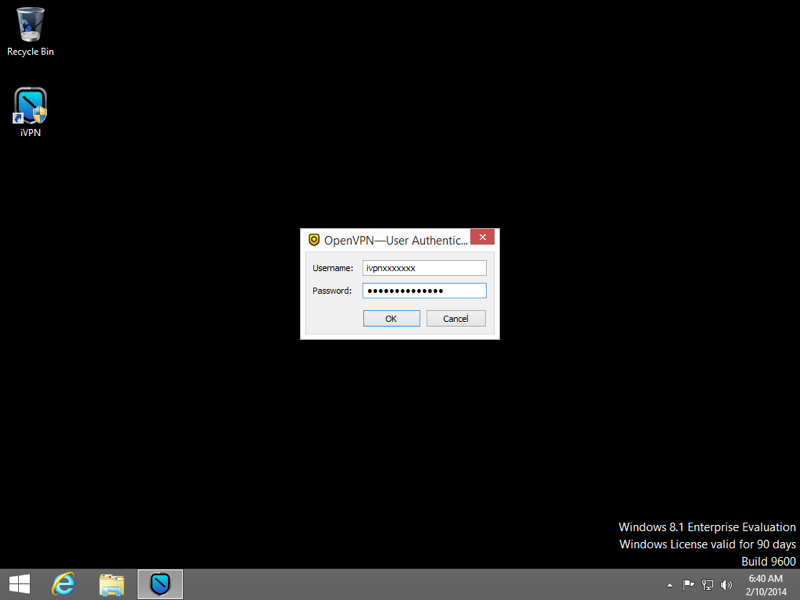 Recycle Bin
iVPN
OpenVPN—User Authentic...
Username:
ivpnxxxxxxx
Password:
●●●●●●●●●●●●●●
OK
Cancel
Windows 8.1 Enterprise Evaluation
Windows License valid for 90 days
Build 9600
6:40 AM
2/10/2014